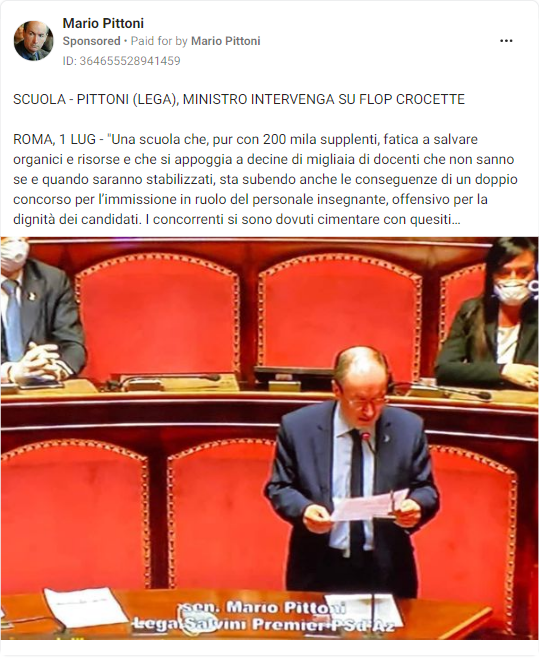 Mario Pittoni
Sponsored • Paid for by Mario Pittoni
ID: 364655528941459
SCUOLA - PITTONI (LEGA), MINISTRO INTERVENGA SU FLOP CROCETTE
ROMA, 1 LUG - "Una scuola che, pur con 200 mila supplenti, fatica a salvare
organici e risorse e che si appoggia a decine di migliaia di docenti che non sanno
se e quando saranno stabilizzati, sta subendo anche le conseguenze di un doppio
concorso per l'immissione in ruolo del personale insegnante, offensivo per la
dignità dei candidati. I concorrenti si sono dovuti cimentare con quesiti...
sen. Mario Pittoni
Lega-Salvini Premier-PSd'Az